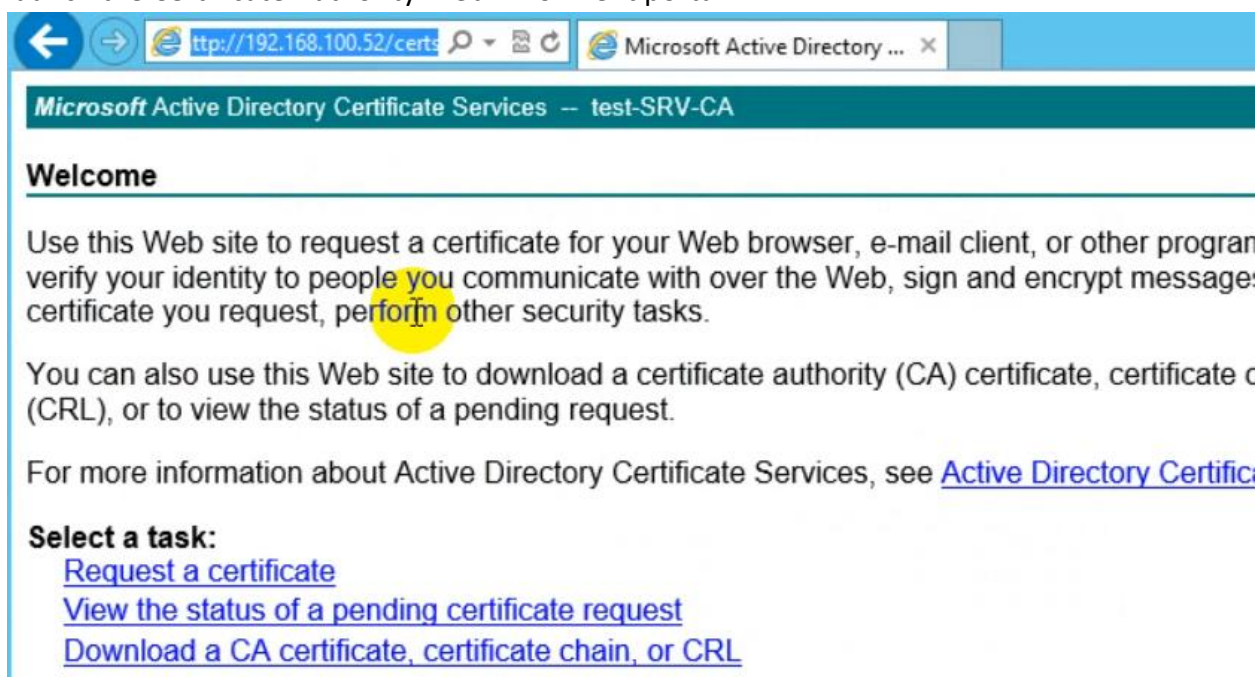 ttp://192.168.100.52/certs
Microsoft Active Directory ...
Microsoft Active Directory Certificate Services -- test-SRV-CA
Welcome
Use this Web site to request a certificate for your Web browser, e-mail client, or other program
verify your identity to people you communicate with over the Web, sign and encrypt messages
certificate you request, perform other security tasks.
You can also use this Web site to download a certificate authority (CA) certificate, certificate
(CRL), or to view the status of a pending request.
For more information about Active Directory Certificate Services, see Active Directory Certifica
Select a task:
Request a certificate
View the status of a pending certificate request
Download a CA certificate, certificate chain, or CRL